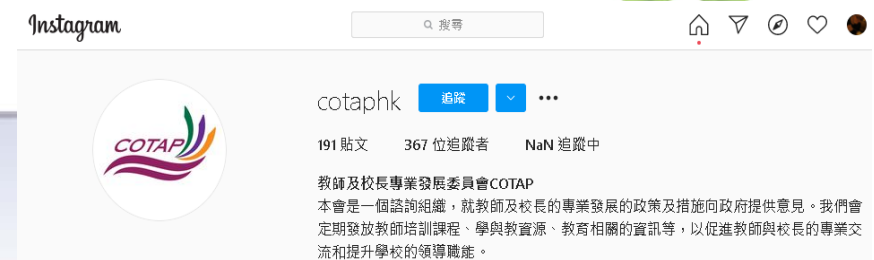 Instagram
搜尋
COTAP
cotaphk 追蹤
191 貼文 367 位追蹤者 NaN 追蹤中
教師及校長專業發展委員會COTAP
本會是一個諮詢組織，就教師及校長的專業發展的政策及措施向政府提供意見。我們會
定期發放教師培訓課程、學與教資源、教育相關的資訊等，以促進教師與校長的專業交
流和提升學校的領導職能。